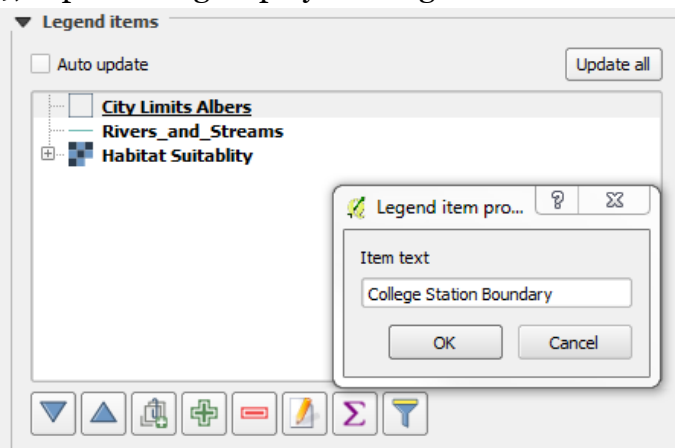 Legend items
Auto update
Update all
City Limits Albers
Rivers_and_Streams
Habitat Suitablity
Legend item pro...
Item text
College Station Boundary
OK
Cancel